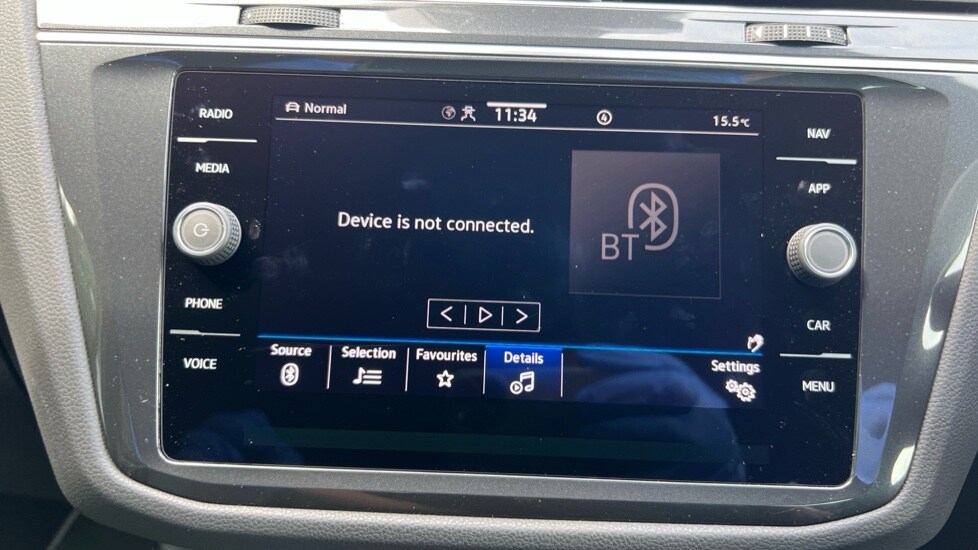 RADIO
MEDIA
PHONE
VOICE
Normal
11:34
4
15.5°C
Device is not connected.
BT
Source
Selection
Favourites
Details
Settings
NAV
APP
CAR
MENU